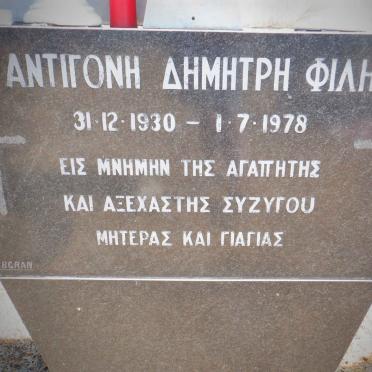 ΑΝΤΙΓΟΝΗ ΔΗΜΗΤΡΗ ΦΙΛΗ
31·12·1930 – 1·7·1978
ΕΙΣ ΜΝΗΜΗΝ ΤΗΣ ΑΓΑΠΗΤΗΣ
ΚΑΙ ΑΞΕΧΑΣΤΗΣ ΣΥΖΥΓΟΥ
ΜΗΤΕΡΑΣ ΚΑΙ ΓΙΑΓΙΑΣ